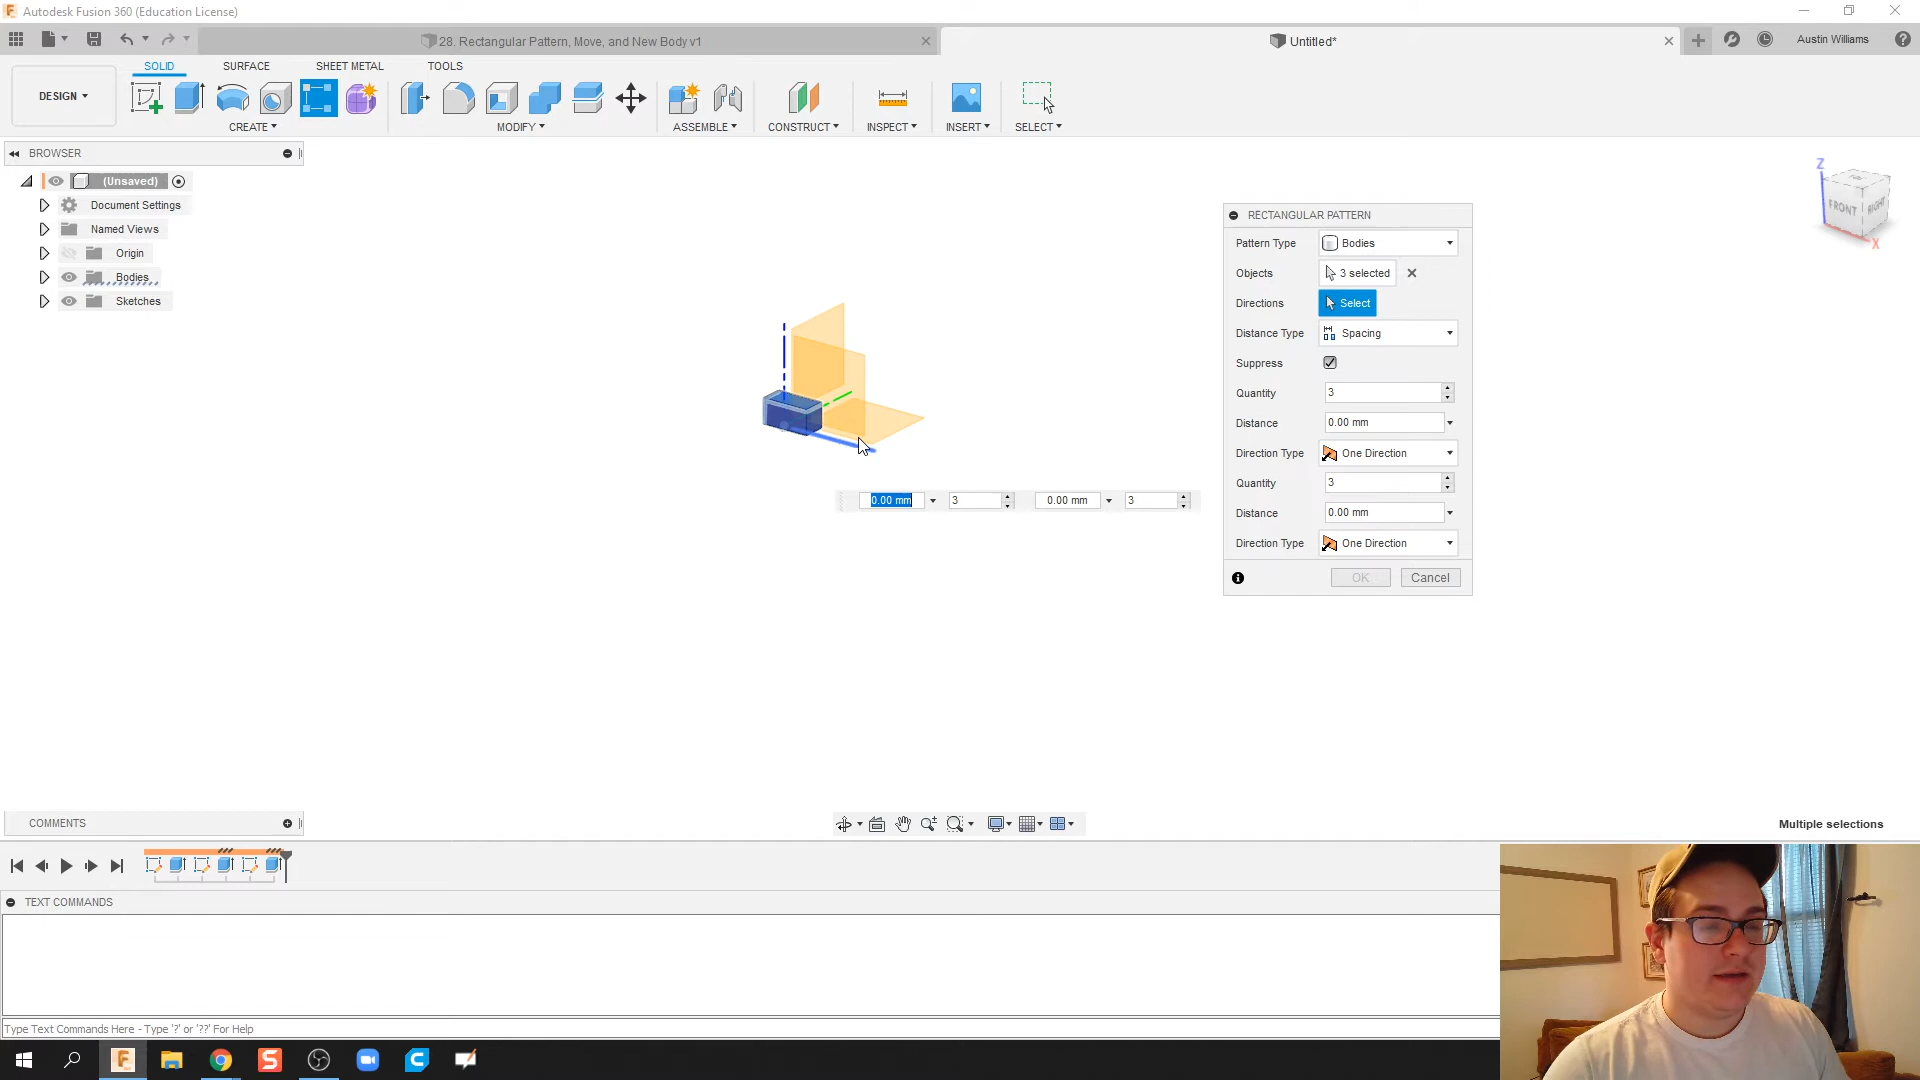 Autodesk Fusion 360 (Education License)
28. Rectangular Pattern, Move, and New Body v1
Untitled*
Austin Williams
DESIGN
SOLID
SURFACE
SHEET METAL
TOOLS
CREATE
MODIFY
ASSEMBLE
CONSTRUCT
INSPECT
INSERT
SELECT
BROWSER
(Unsaved)
Document Settings
Named Views
Origin
Bodies
Sketches
Z
FRONT
RIGHT
X
RECTANGULAR PATTERN
Pattern Type Bodies
Objects 3 selected
Directions Select
Distance Type Spacing
Suppress
Quantity 3
Distance 0.00 mm
Direction Type One Direction
Quantity 3
Distance 0.00 mm
Direction Type One Direction
OK Cancel
0.00 mm 3 0.00 mm 3
COMMENTS
Multiple selections
TEXT COMMANDS
Type Text Commands Here - Type '?' or '??' For Help